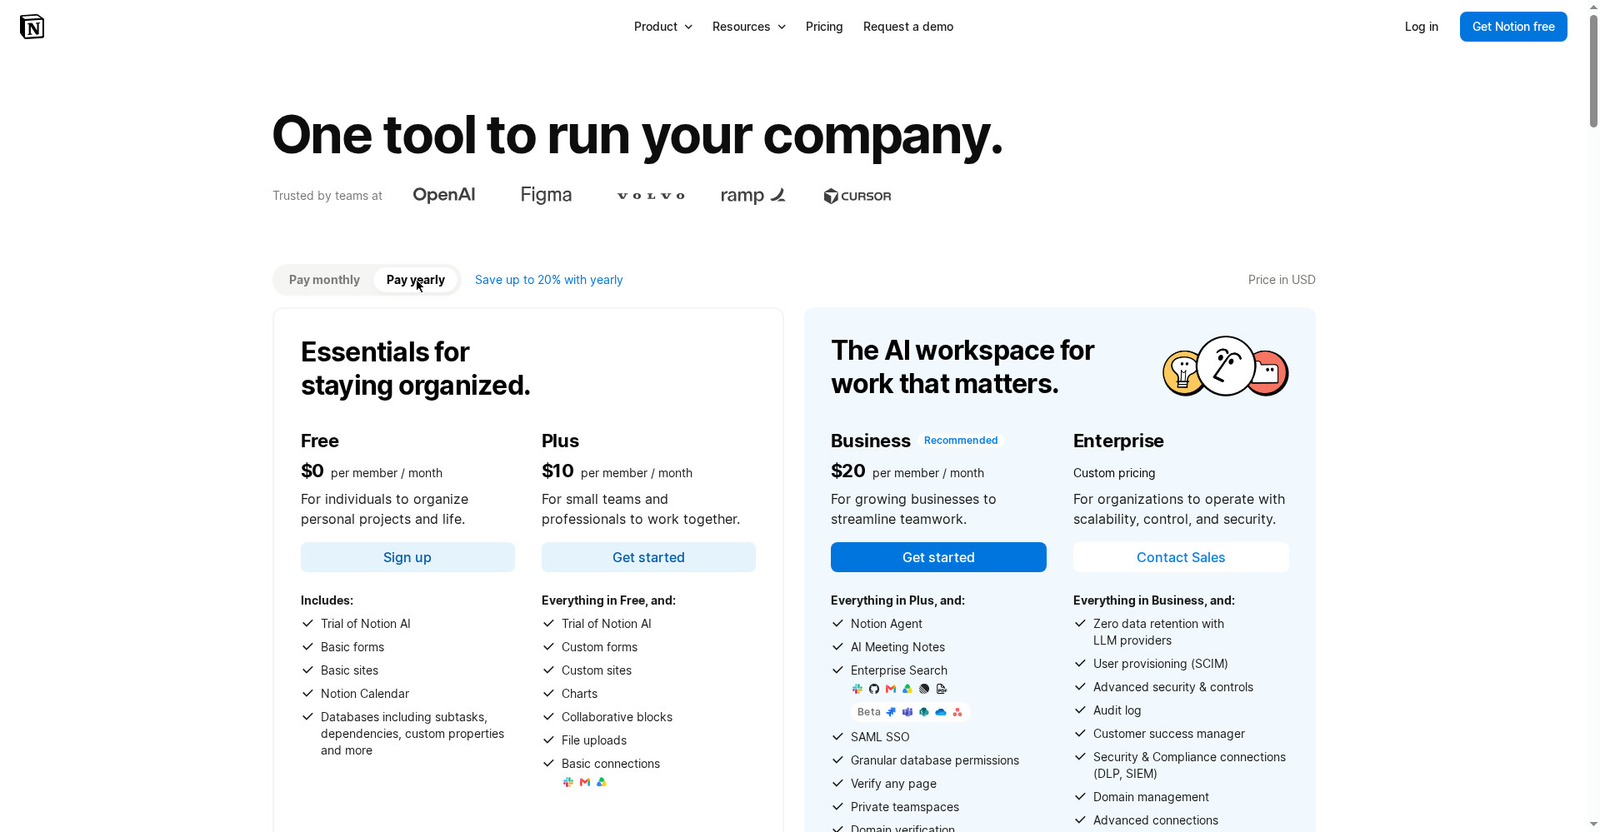 N
Product
Resources
Pricing
Request a demo
Log in
Get Notion free
One tool to run your company.
Trusted by teams at
OpenAI
Figma
VOLVO
ramp
CURSOR
Pay monthly
Pay yearly
Save up to 20% with yearly
Price in USD
Essentials for
staying organized.
Free
$0 per member / month
For individuals to organize
personal projects and life.
Sign up
Includes:
Trial of Notion AI
Basic forms
Basic sites
Notion Calendar
Databases including subtasks,
dependencies, custom properties
and more
Plus
$10 per member / month
For small teams and
professionals to work together.
Get started
Everything in Free, and:
Trial of Notion AI
Custom forms
Custom sites
Charts
Collaborative blocks
File uploads
Basic connections
The AI workspace for
work that matters.
Business Recommended
$20 per member / month
For growing businesses to
streamline teamwork.
Get started
Everything in Plus, and:
Notion Agent
AI Meeting Notes
Enterprise Search
Beta
SAML SSO
Granular database permissions
Verify any page
Private teamspaces
Domain verification
Enterprise
Custom pricing
For organizations to operate with
scalability, control, and security.
Contact Sales
Everything in Business, and:
Zero data retention with
LLM providers
User provisioning (SCIM)
Advanced security & controls
Audit log
Customer success manager
Security & Compliance connections
(DLP, SIEM)
Domain management
Advanced connections